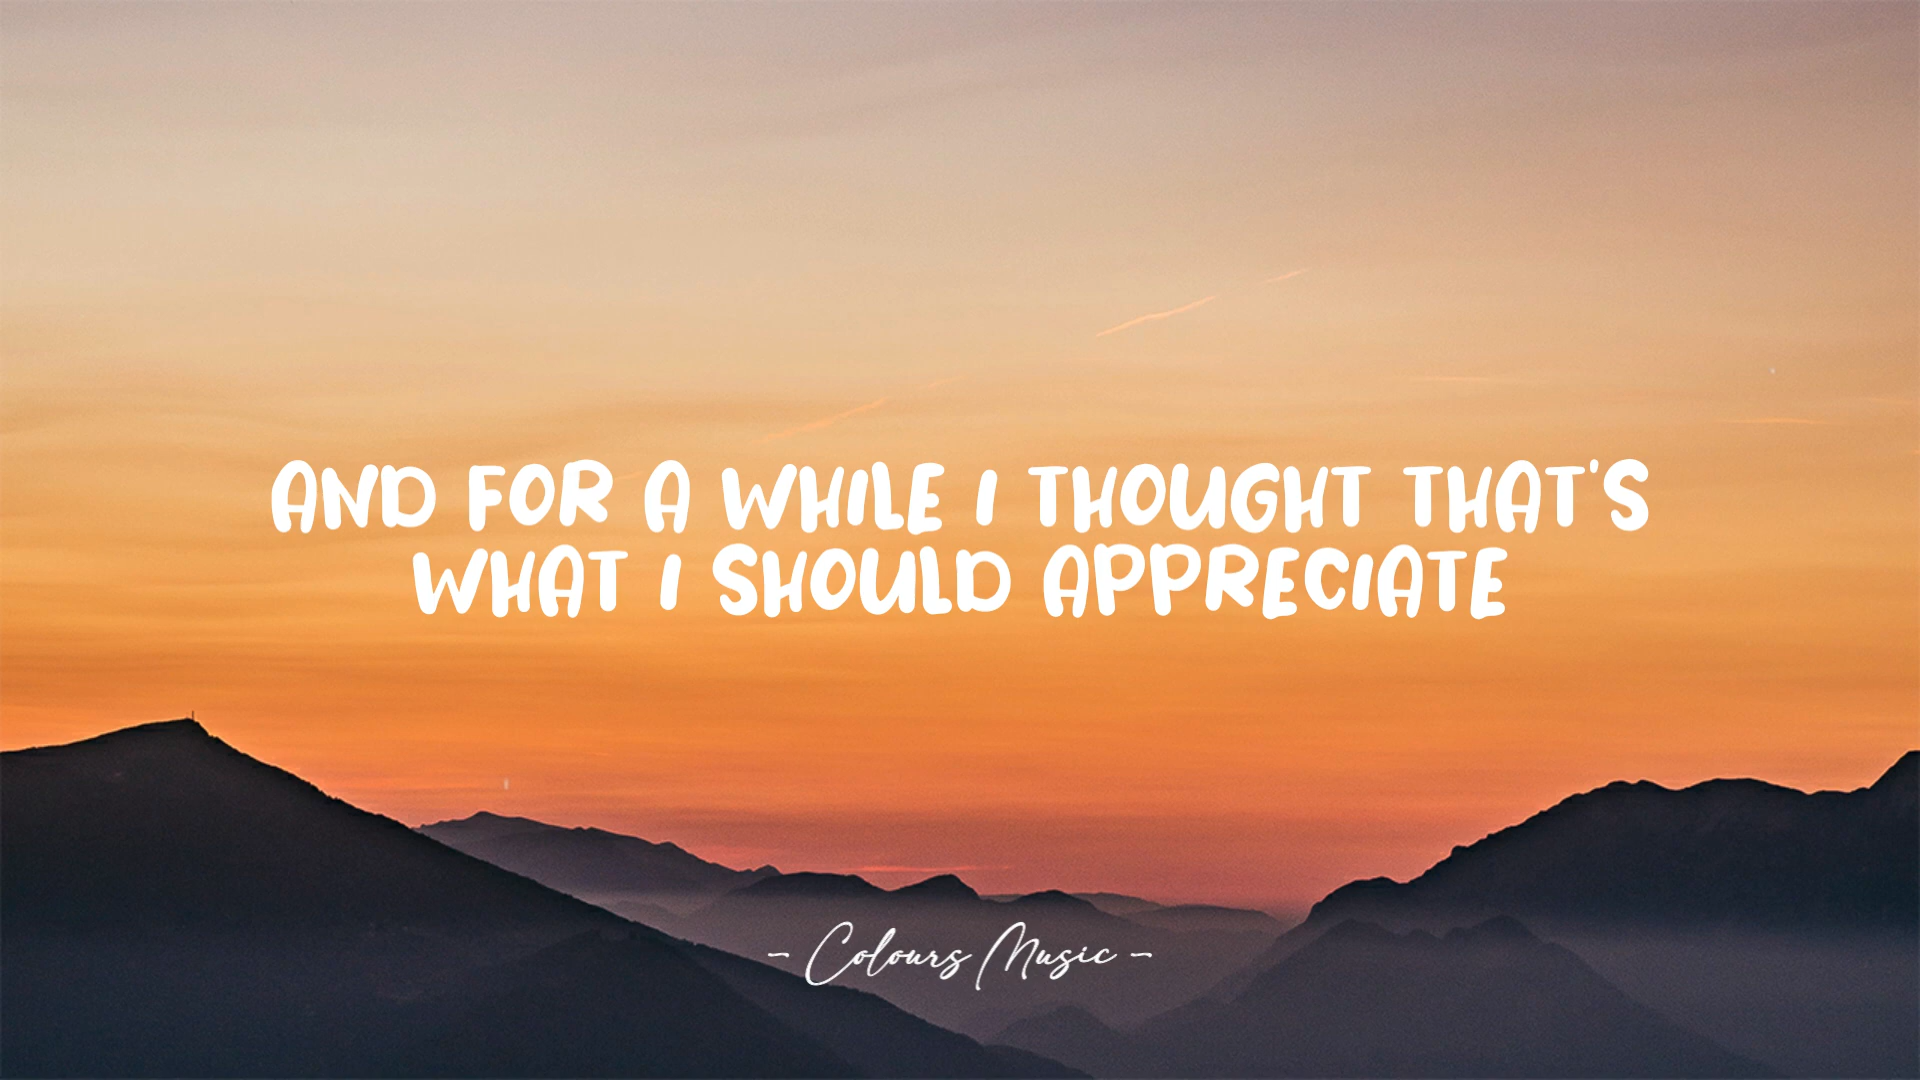 AND FOR A WHILE I THOUGHT THAT'S
WHAT I SHOULD APPRECIATE
- Colours Music -